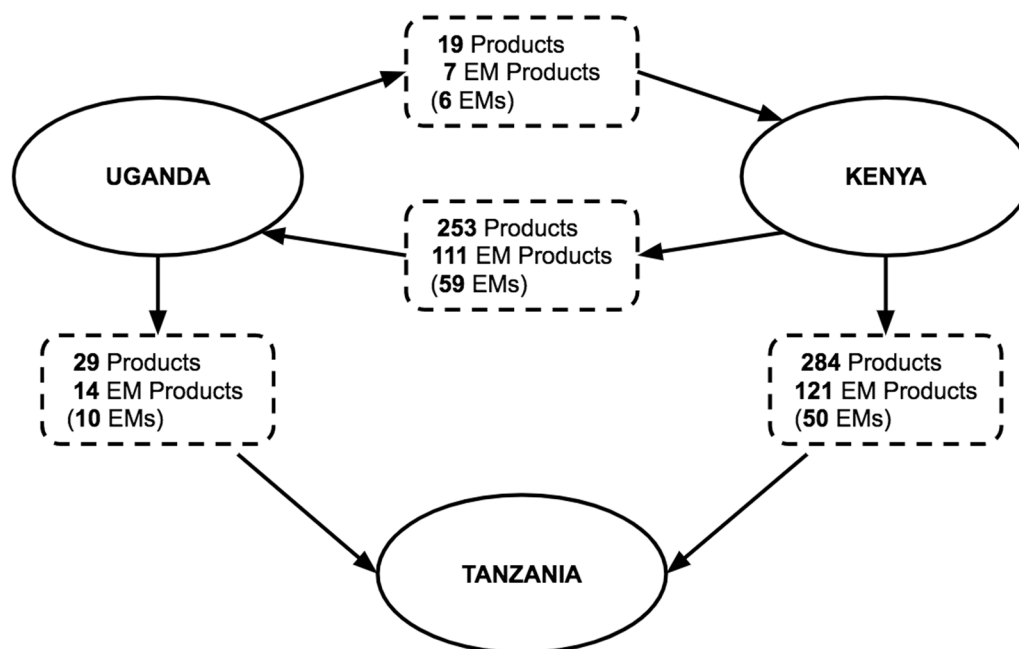 19 Products
7 EM Products
(6 EMs)
UGANDA
KENYA
253 Products
111 EM Products
(59 EMs)
29 Products
14 EM Products
(10 EMs)
284 Products
121 EM Products
(50 EMs)
TANZANIA